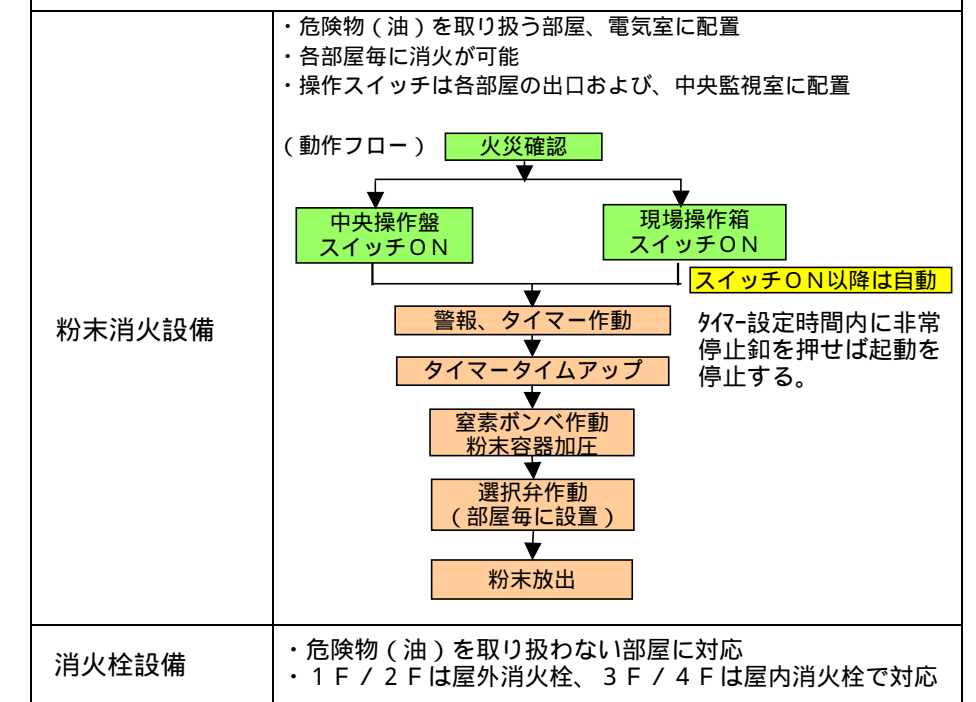 ・危険物(油)を取り扱う部屋、電気室に配置
・各部屋毎に消火が可能
・操作スイッチは各部屋の出口および、中央監視室に配置
(動作フロー)
火災確認
中央操作盤
スイッチON
現場操作箱
スイッチON
スイッチON以降は自動
警報、タイマー作動
ﾀｲﾏｰ設定時間内に非常
停止釦を押せば起動を
停止する。
粉末消火設備
タイマータイムアップ
窒素ボンベ作動
粉末容器加圧
選択弁作動
(部屋毎に設置)
粉末放出
消火栓設備
・危険物(油)を取り扱わない部屋に対応
・1F/2Fは屋外消火栓、3F/4Fは屋内消火栓で対応